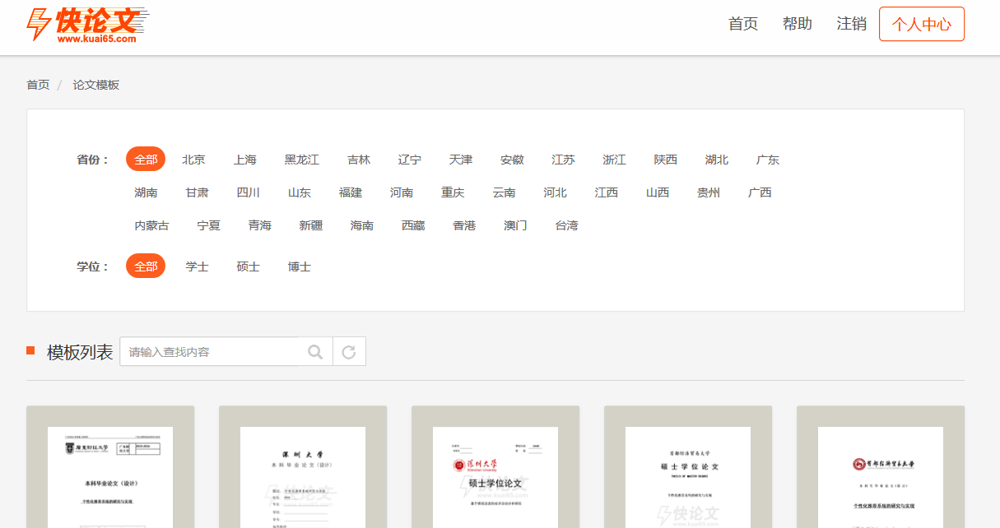 快论文
www.kuai65.com
首页 帮助 注销 个人中心
首页 / 论文模板
省份： 全部 北京 上海 黑龙江 吉林 辽宁 天津 安徽 江苏 浙江 陕西 湖北 广东
湖南 甘肃 四川 山东 福建 河南 重庆 云南 河北 江西 山西 贵州 广西
内蒙古 宁夏 青海 新疆 海南 西藏 香港 澳门 台湾
学位： 全部 学士 硕士 博士
模板列表 请输入查找内容
本科毕业论文（设计）
个性化推荐系统的研究与实现
深圳大学
本科毕业论文（设计）
快论文
深圳大学
Shenzhen University
硕士学位论文
快论文
www.kuai65.com
首都经济贸易大学
硕士学位论文
THESIS OF MASTER DEGREE
个性化推荐系统的研究与实现
快论文
www.kuai65.com
首都经济贸易大学
本科生毕业论文(设计)
个性化推荐系统的研究与实现